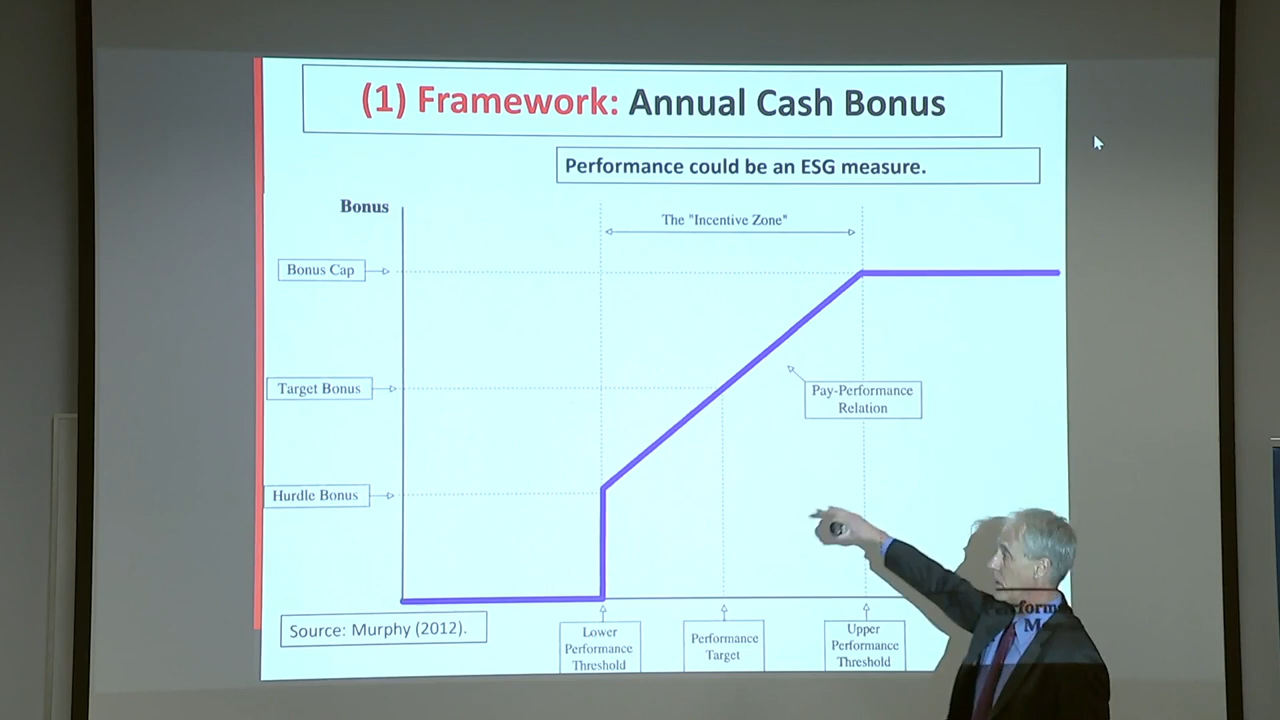 (1) Framework: Annual Cash Bonus
Performance could be an ESG measure.
Bonus
The "Incentive Zone"
Bonus Cap
Target Bonus
Pay-Performance
Relation
Hurdle Bonus
Source: Murphy (2012).
Lower
Performance
Threshold
Performance
Target
Upper
Performance
Threshold